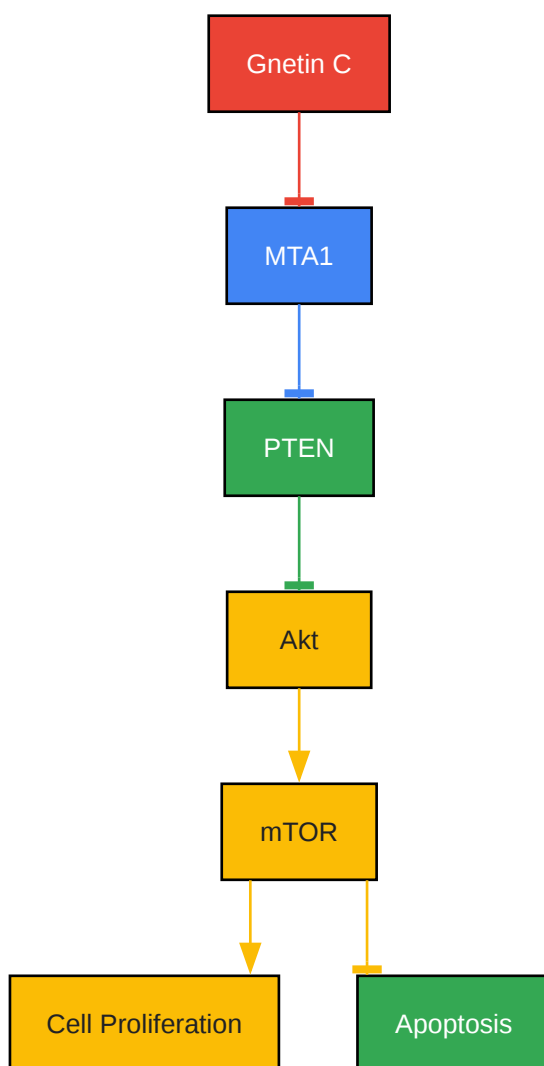 Gnetin C
MTA1
PTEN
Akt
mTOR
Cell Proliferation
Apoptosis